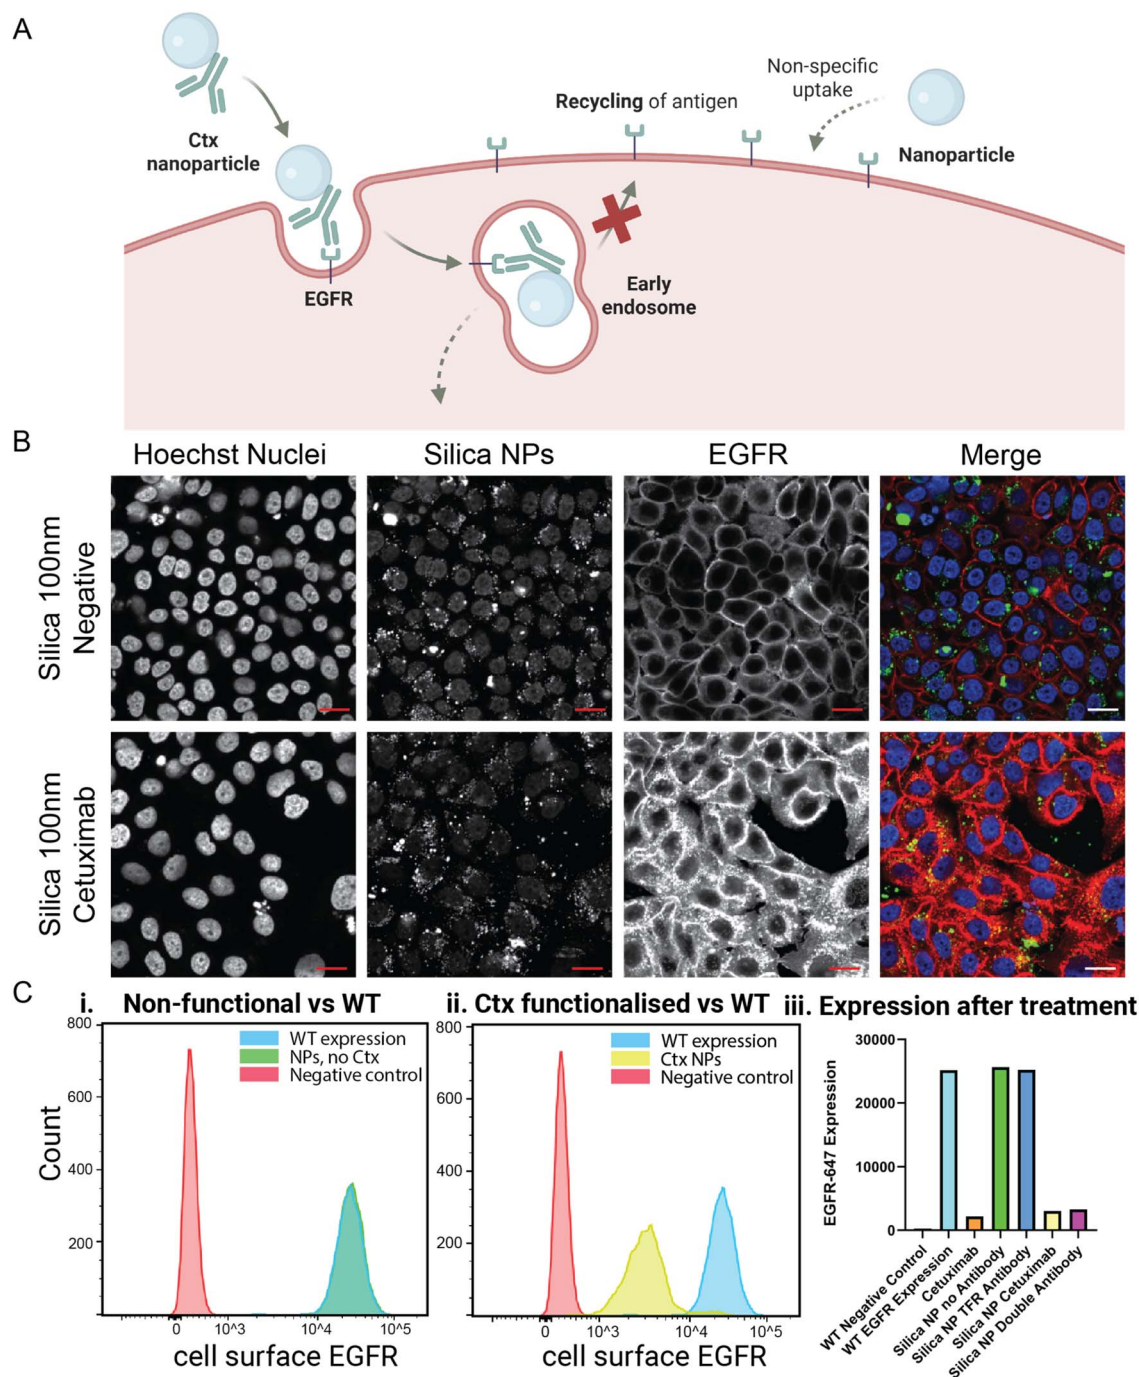 A
Ctx
nanoparticle
EGFR
Recycling of antigen
Early
endosome
Non-specific
uptake
Nanoparticle
B
Hoechst Nuclei
Silica NPs
EGFR
Merge
Silica 100nm
Negative
Silica 100nm
Cetuximab
C
i. Non-functional vs WT
800
600
400
200
Count
WT expression
NPs, no Ctx
Negative control
0 10^3 10^4 10^5
cell surface EGFR
ii. Ctx functionalised vs WT
800
600
400
200
WT expression
Ctx NPs
Negative control
0 10^3 10^4 10^5
cell surface EGFR
iii. Expression after treatment
EGFR-647 Expression
30000
20000
10000
0
WT Negative Control
WT EGFR Expression
Cetuximab
Silica NP no Antibody
Silica NP TFR Antibody
Silica NP Cetuximab
Silica NP Double Antibody